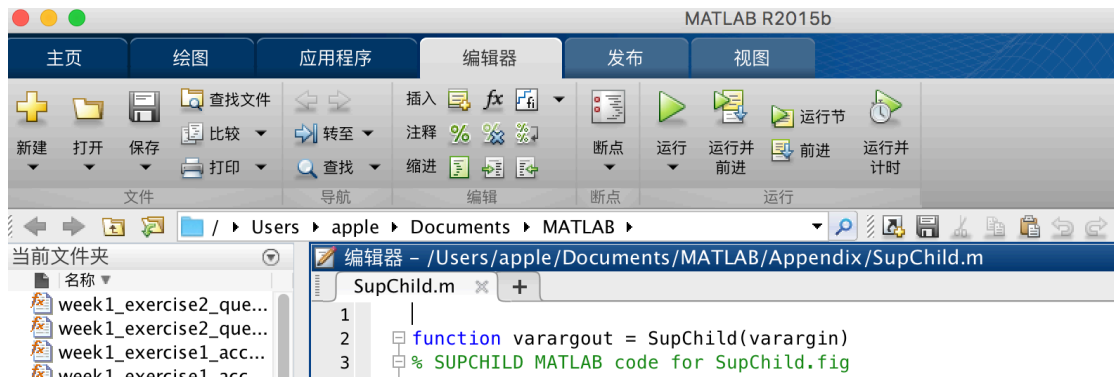 MATLAB R2015b
主页 绘图 应用程序 编辑器 发布 视图
新建 打开 保存 查找文件 比较 打印
转至 查找
插入 fx fi
注释 % % %
缩进
断点 运行 运行并前进 运行节 前进 运行并计时
文件 导航 编辑 断点 运行
/ Users apple Documents MATLAB
当前文件夹
名称
week1_exercise2_que...
week1_exercise2_que...
week1_exercise1_acc...
编辑器 – /Users/apple/Documents/MATLAB/Appendix/SupChild.m
SupChild.m × +
1
2 function varargout = SupChild(varargin)
3 % SUPCHILD MATLAB code for SupChild.fig